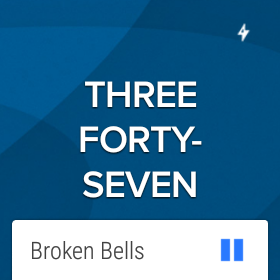 THREE
FORTY-
SEVEN
Broken Bells